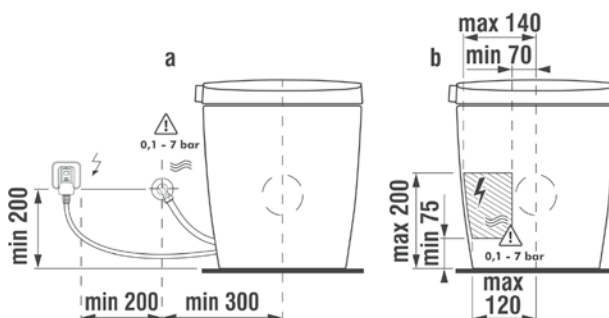 a
0,1 - 7 bar
min 200
min 200
min 300
max 140
min 70
b
max 200
min 75
0,1 - 7 bar
max
120